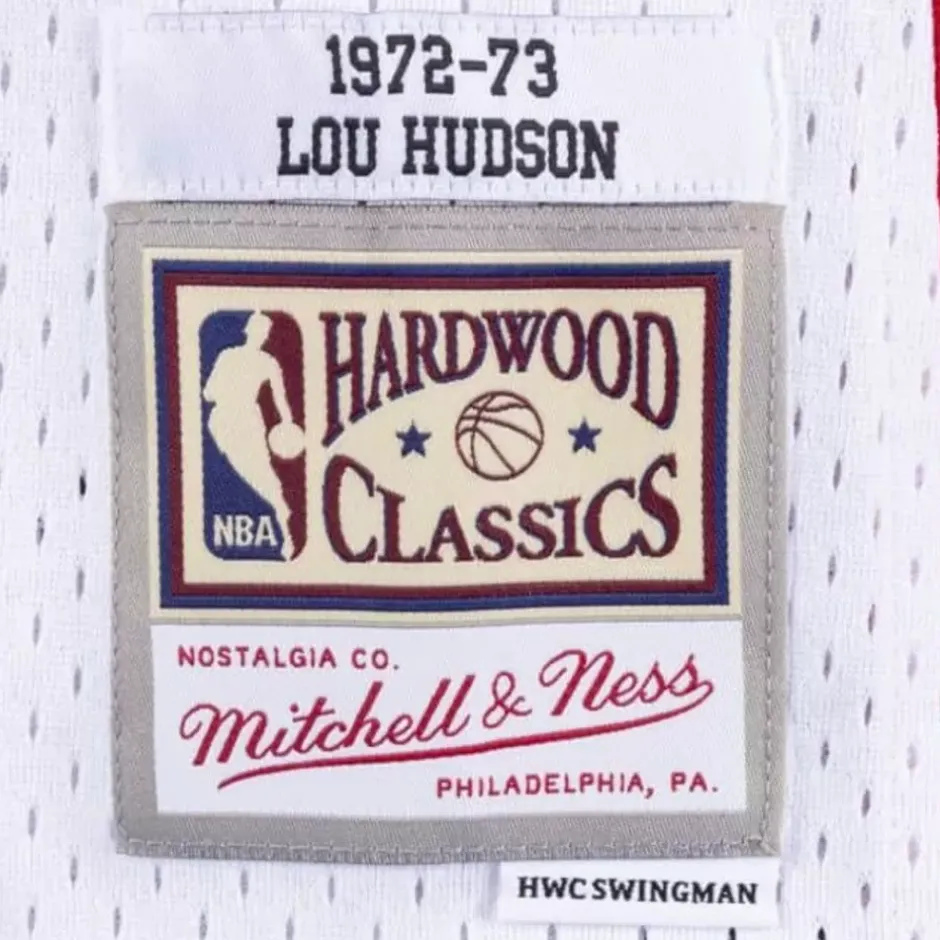 1972-73
LOU HUDSON
HARDWOOD
CLASSICS
NBA
NOSTALGIA CO.
Mitchell & Ness
PHILADELPHIA, PA.
HWC SWINGMAN